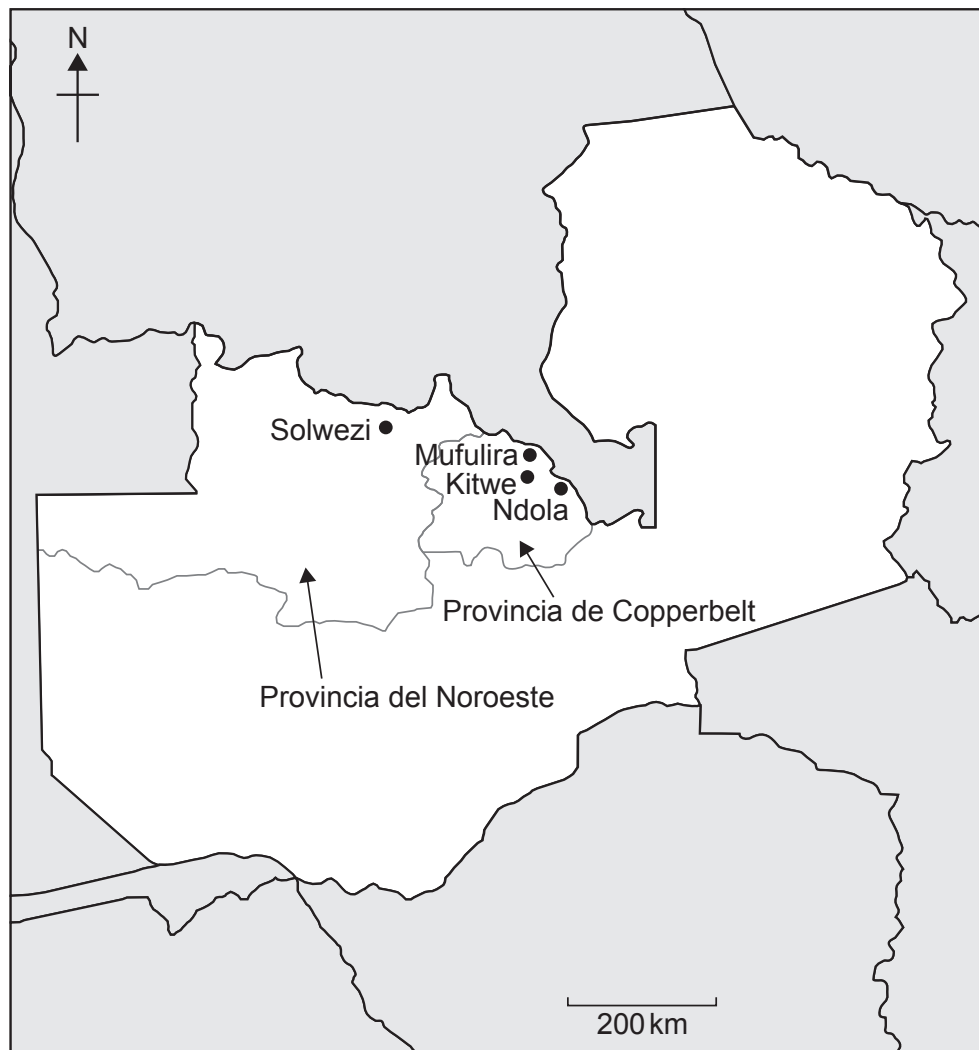 N
Solwezi
Mufulira
Kitwe
Ndola
Provincia de Copperbelt
Provincia del Noroeste
200 km